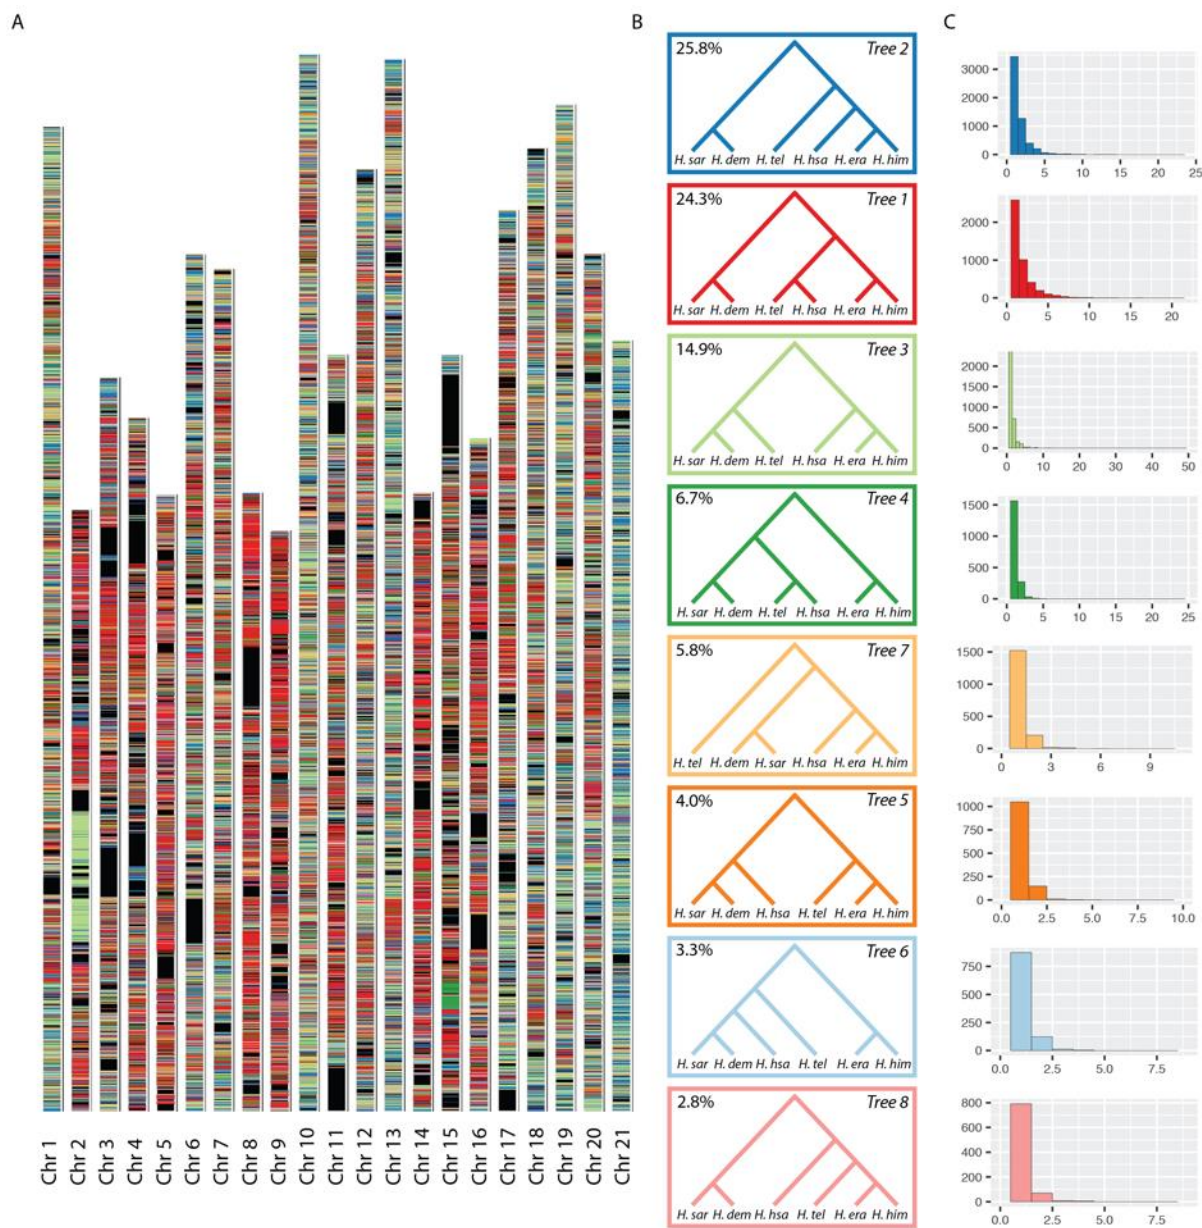 A
B
C
Chr 1
Chr 2
Chr 3
Chr 4
Chr 5
Chr 6
Chr 7
Chr 8
Chr 9
Chr 10
Chr 11
Chr 12
Chr 13
Chr 14
Chr 15
Chr 16
Chr 17
Chr 18
Chr 19
Chr 20
Chr 21
25.8% Tree 2
H. sar H. dem H. tel H. hsa H. era H. him
3000
2000
1000
0
0 5 10 15 20 25
24.3% Tree 1
H. sar H. dem H. tel H. hsa H. era H. him
2000
1000
0
0 5 10 15 20
14.9% Tree 3
H. sar H. dem H. tel H. hsa H. era H. him
2000
1500
1000
500
0
0 10 20 30 40 50
6.7% Tree 4
H. sar H. dem H. tel H. hsa H. era H. him
1500
1000
500
0
0 5 10 15 20 25
5.8% Tree 7
H. tel H. dem H. sar H. hsa H. era H. him
1500
1000
500
0
0 3 6 9
4.0% Tree 5
H. sar H. dem H. hsa H. tel H. era H. him
1000
750
500
250
0
0.0 2.5 5.0 7.5 10.0
3.3% Tree 6
H. sar H. dem H. hsa H. tel H. era H. him
750
500
250
0
0.0 2.5 5.0 7.5
2.8% Tree 8
H. sar H. dem H. hsa H. tel H. era H. him
800
600
400
200
0
0.0 2.5 5.0 7.5